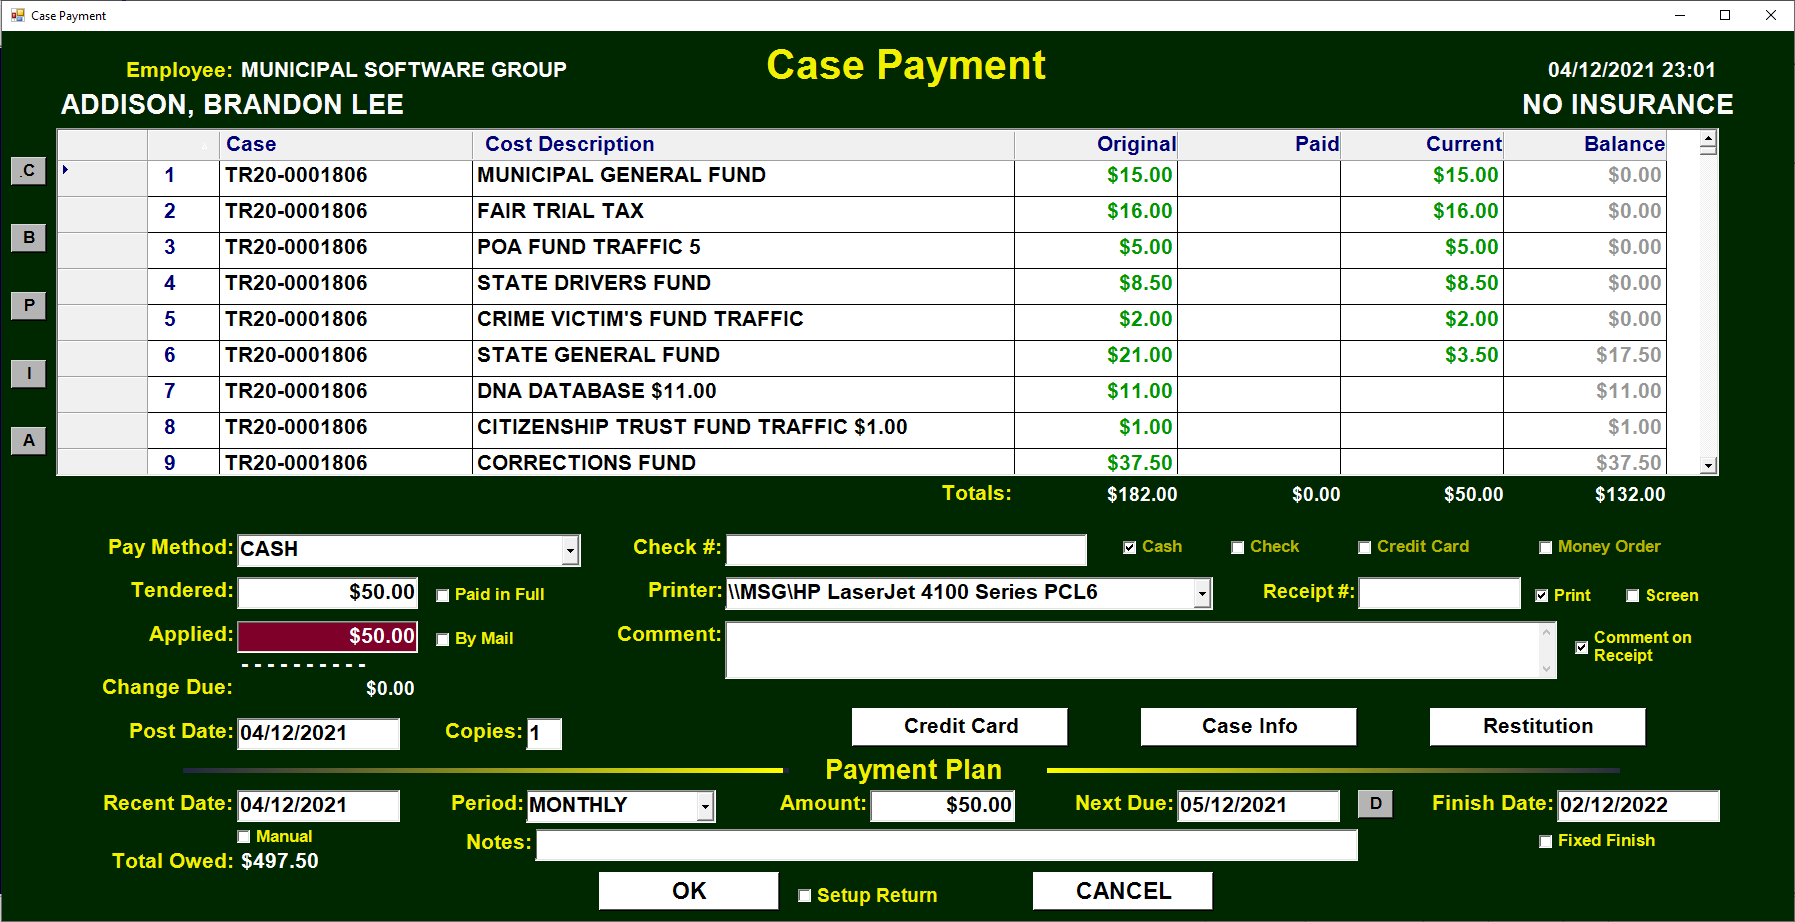 Case Payment
Employee: MUNICIPAL SOFTWARE GROUP
Case Payment
04/12/2021 23:01
ADDISON, BRANDON LEE
NO INSURANCE
Case Cost Description Original Paid Current Balance
1 TR20-0001806 MUNICIPAL GENERAL FUND $15.00 $15.00 $0.00
2 TR20-0001806 FAIR TRIAL TAX $16.00 $16.00 $0.00
3 TR20-0001806 POA FUND TRAFFIC 5 $5.00 $5.00 $0.00
4 TR20-0001806 STATE DRIVERS FUND $8.50 $8.50 $0.00
5 TR20-0001806 CRIME VICTIM'S FUND TRAFFIC $2.00 $2.00 $0.00
6 TR20-0001806 STATE GENERAL FUND $21.00 $3.50 $17.50
7 TR20-0001806 DNA DATABASE $11.00 $11.00 $11.00
8 TR20-0001806 CITIZENSHIP TRUST FUND TRAFFIC $1.00 $1.00 $1.00
9 TR20-0001806 CORRECTIONS FUND $37.50 $37.50
.C
B
P
I
A
Totals: $182.00 $0.00 $50.00 $132.00
Pay Method: CASH Check #: Cash Check Credit Card Money Order
Tendered: $50.00 Paid in Full Printer: \\MSG\HP LaserJet 4100 Series PCL6 Receipt #: Print Screen
Applied: $50.00 By Mail Comment: Comment on
Receipt
----------
Change Due: $0.00
Post Date: 04/12/2021 Copies: 1 Credit Card Case Info Restitution
Payment Plan
Recent Date: 04/12/2021 Period: MONTHLY Amount: $50.00 Next Due: 05/12/2021 D Finish Date: 02/12/2022
Manual Notes: Fixed Finish
Total Owed: $497.50
OK Setup Return CANCEL